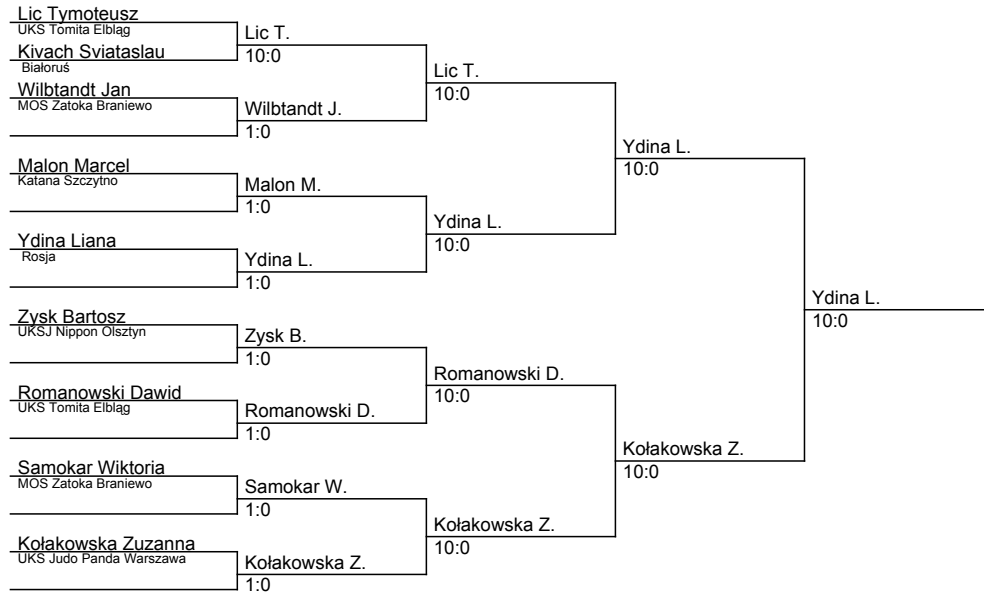 Lic Tymoteusz
UKS Tomita Elbląg
Kivach Sviataslau
Białoruś
Wilbtandt Jan
MOS Zatoka Braniewo
Malon Marcel
Katana Szczytno
Ydina Liana
Rosja
Zysk Bartosz
UKSJ Nippon Olsztyn
Romanowski Dawid
UKS Tomita Elbląg
Samokar Wiktoria
MOS Zatoka Braniewo
Kołakowska Zuzanna
UKS Judo Panda Warszawa
Lic T.
10:0
Wilbtandt J.
1:0
Malon M.
1:0
Ydina L.
1:0
Zysk B.
1:0
Romanowski D.
1:0
Samokar W.
1:0
Kołakowska Z.
1:0
Lic T.
10:0
Ydina L.
10:0
Romanowski D.
10:0
Kołakowska Z.
10:0
Ydina L.
10:0
Kołakowska Z.
10:0
Ydina L.
10:0